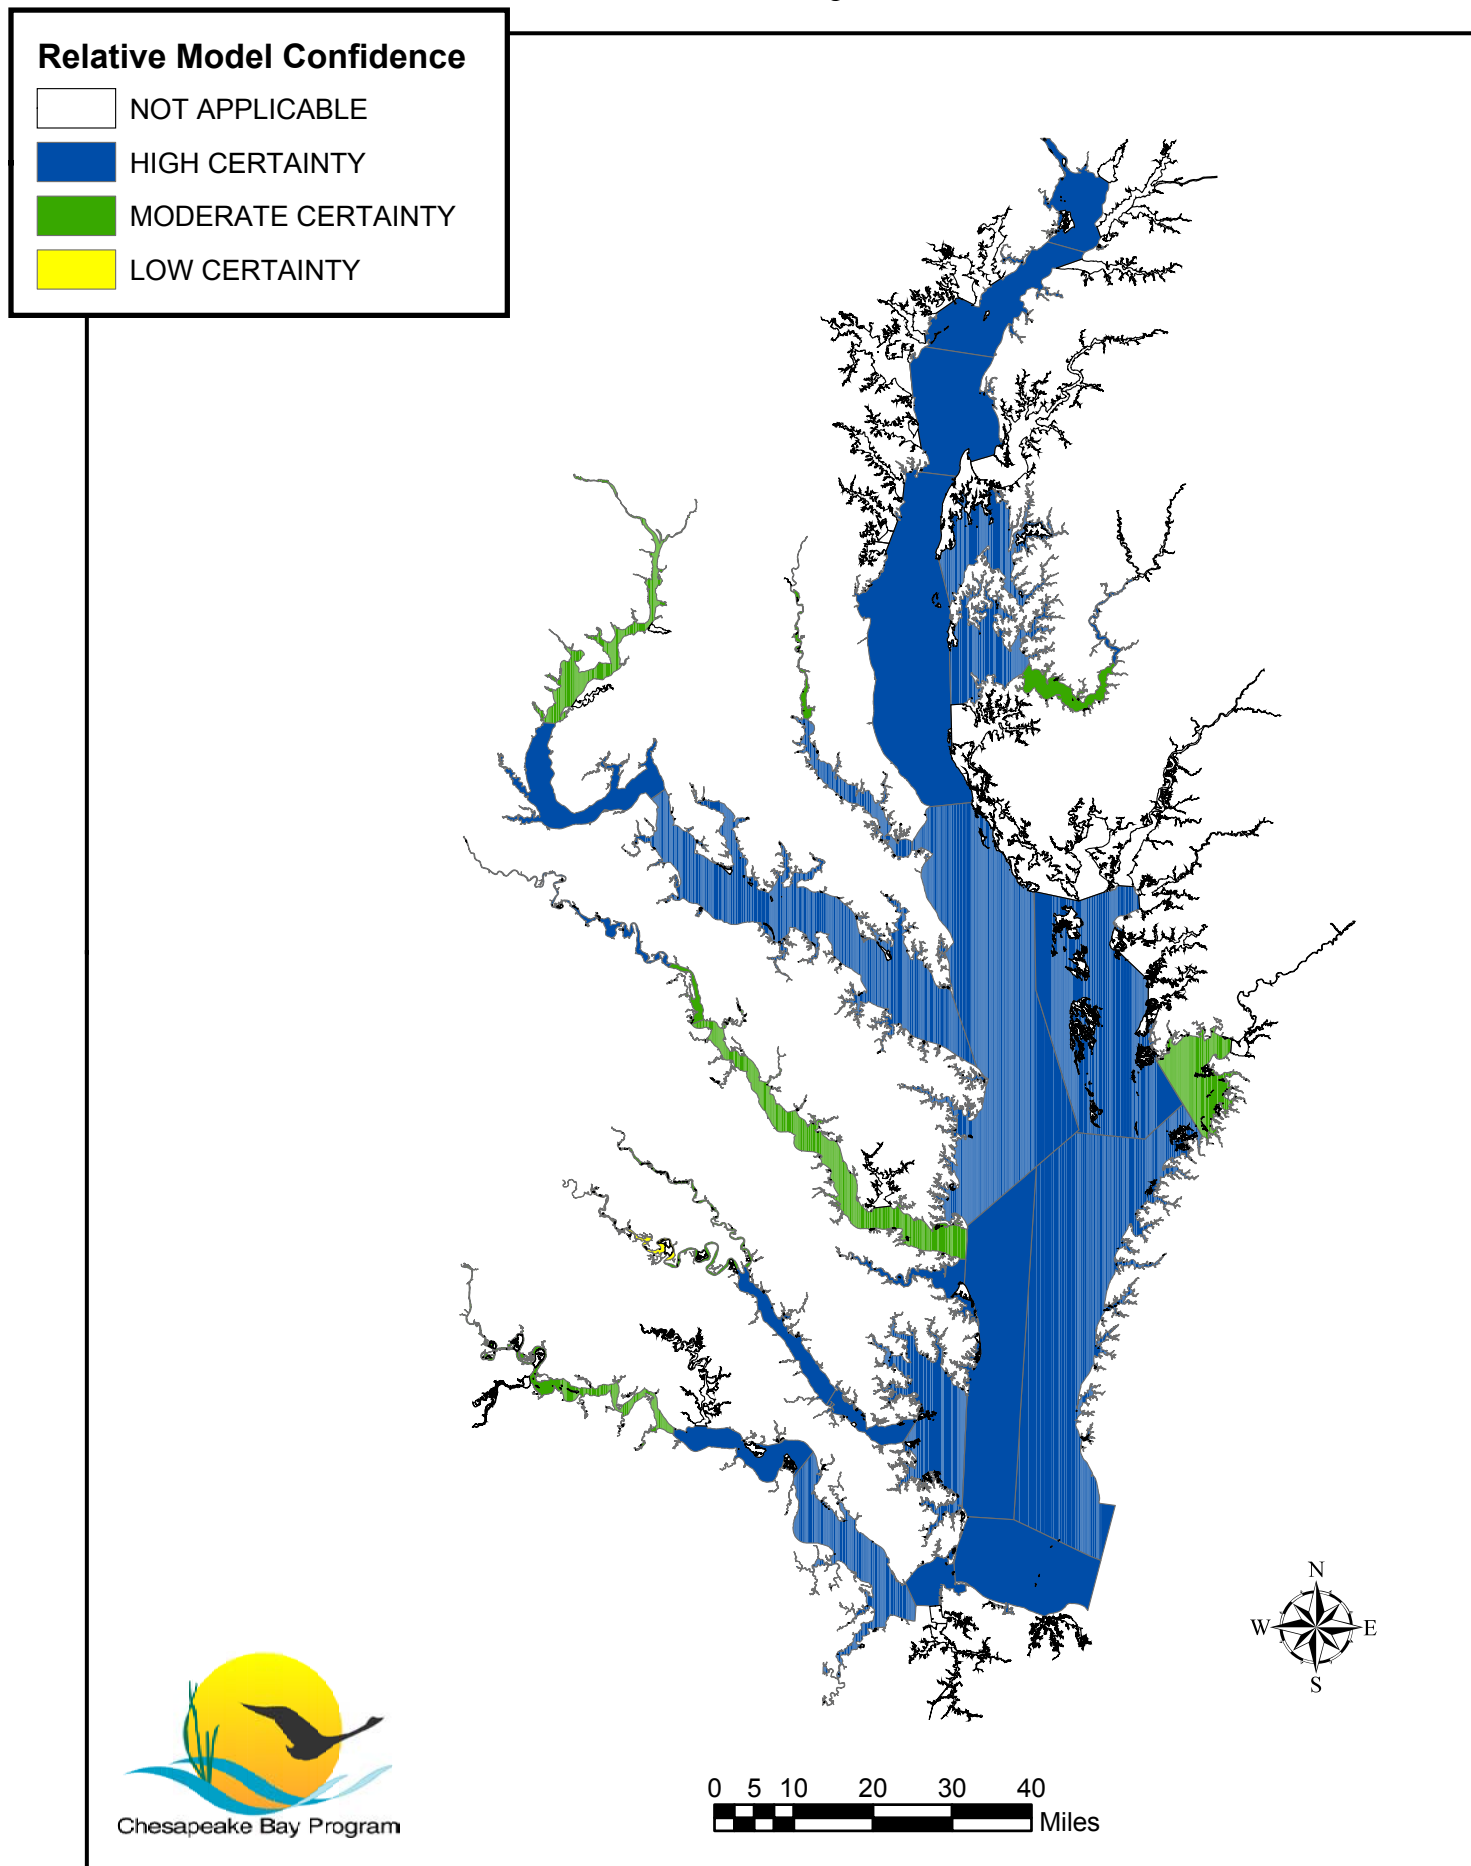 Relative Model Confidence
NOT APPLICABLE
HIGH CERTAINTY
MODERATE CERTAINTY
LOW CERTAINTY
N
W E
S
0 5 10 20 30 40
Miles
Chesapeake Bay Program